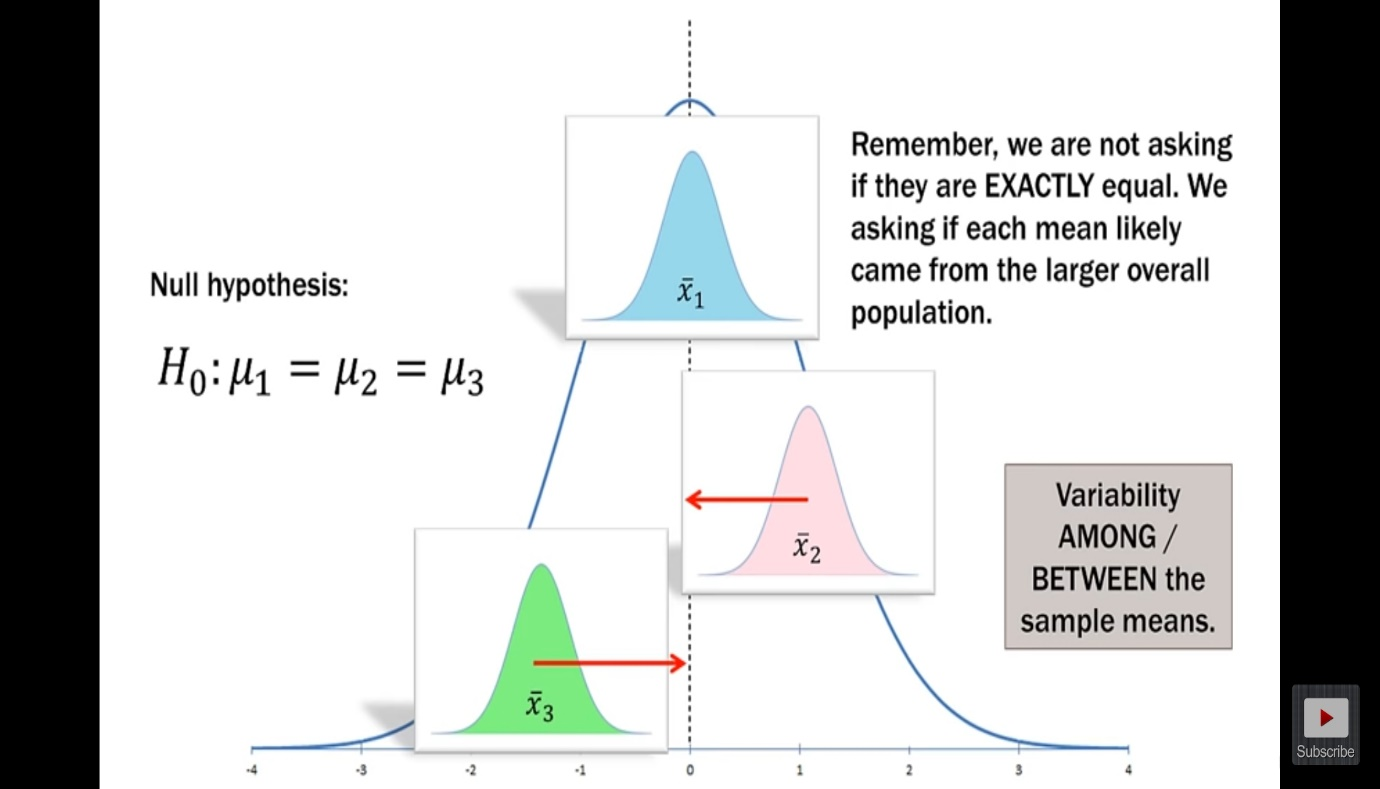 Remember, we are not asking
if they are EXACTLY equal. We
asking if each mean likely
came from the larger overall
population.
Null hypothesis:
H₀: μ₁ = μ₂ = μ₃
x̄₁
x̄₂
x̄₃
Variability
AMONG /
BETWEEN the
sample means.
-4 -3 -2 -1 0 1 2 3 4
Subscribe